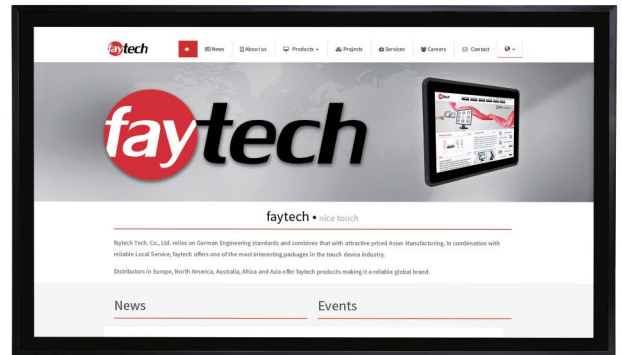 faytech
News
About us
Products
Projects
Services
Careers
Contact
faytech
faytech • nice touch
faytech Tech. Co., Ltd. relies on German Engineering standards and combines that with attractive priced Asian Manufacturing. In combination with
reliable Local Service, faytech offers one of the most interesting packages in the touch device industry.
Distributors in Europe, North America, Australia, Africa and Asia offer faytech products making it a reliable global brand.
News
Events